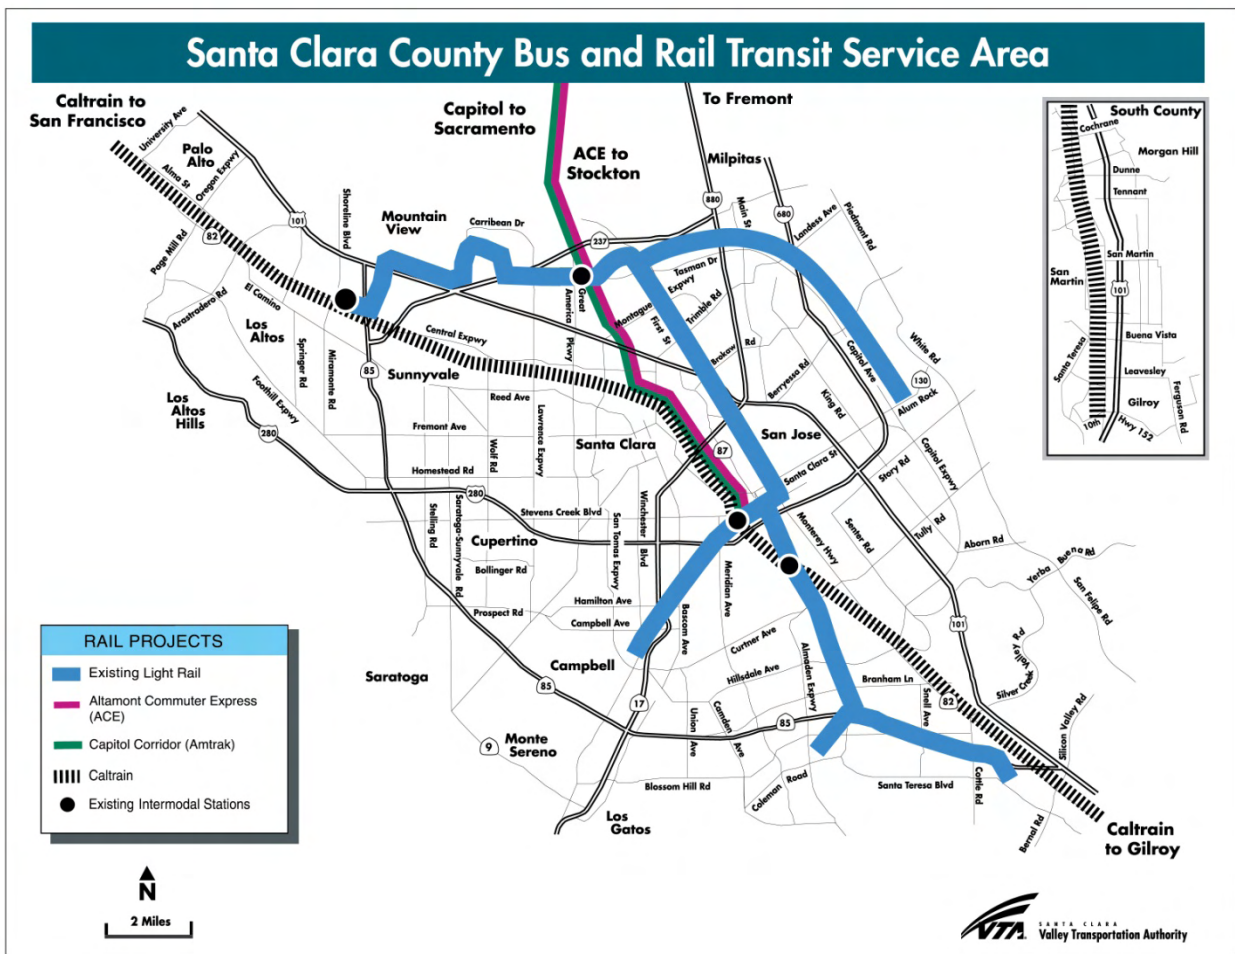 Santa Clara County Bus and Rail Transit Service Area
Caltrain to
San Francisco
University Ave
Palo
Alto
Alma St
Oregon Expwy
Page Mill Rd
82
101
Shoreline Blvd
Mountain
View
Carribean Dr
Capitol to
Sacramento
ACE to
Stockton
To Fremont
Milpitas
880
Main St
680
Landess Ave
Piedmont Rd
237
Tasman Dr
Great
America
Pkwy
Montague
Expwy
Trimble Rd
First St
Brokaw
Rd
Berryessa Rd
Capitol Ave
White Rd
130
Alum Rock
King Rd
Arastradero Rd
El Camino
Los
Altos
Springer Rd
Miramonte Rd
Central Expwy
85
Sunnyvale
Los
Altos
Hills
Foothill Expwy
280
Reed Ave
Fremont Ave
Wolf Rd
Lawrence Expwy
Homestead Rd
Santa Clara
San Jose
87
Santa Clara St
Story Rd
Capitol Expwy
280
Stevens Creek Blvd
Stelling Rd
Saratoga-Sunnyvale Rd
Cupertino
Bollinger Rd
San Tomas Expwy
Winchester
Blvd
Prospect Rd
Hamilton Ave
Campbell Ave
Bascom Ave
Meridian Ave
Monterey Hwy
Senter Rd
Tully Rd
Aborn Rd
Yerba Buena Rd
San Felipe Rd
101
Curtner Ave
Hillsdale Ave
Almaden Expwy
Branham Ln
Snell Ave
82
Silver Creek
Valley Rd
Silicon Valley Rd
Saratoga
Campbell
85
17
Union
Ave
Camden
Ave
85
9
Monte
Sereno
Blossom Hill Rd
Coleman Road
Santa Teresa Blvd
Cottle Rd
Bernal Rd
Los
Gatos
Caltrain
to Gilroy
South County
Cochrane
Morgan Hill
Dunne
Tennant
San Martin
San
Martin
101
Buena Vista
Santa Teresa
Leavesley
Gilroy
Ferguson Rd
10th
Hwy 152
RAIL PROJECTS
Existing Light Rail
Altamont Commuter Express
(ACE)
Capitol Corridor (Amtrak)
Caltrain
Existing Intermodal Stations
N
2 Miles
VTA
SANTA CLARA
Valley Transportation Authority